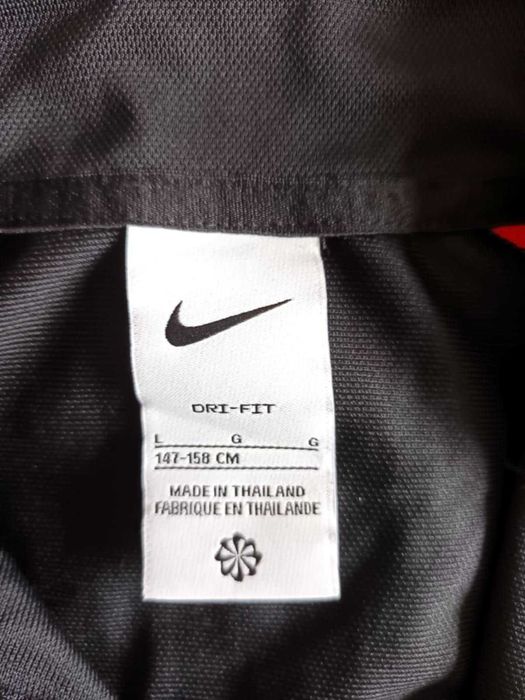 DRI-FIT
L G G
147-158 CM
MADE IN THAILAND
FABRIQUE EN THAILANDE